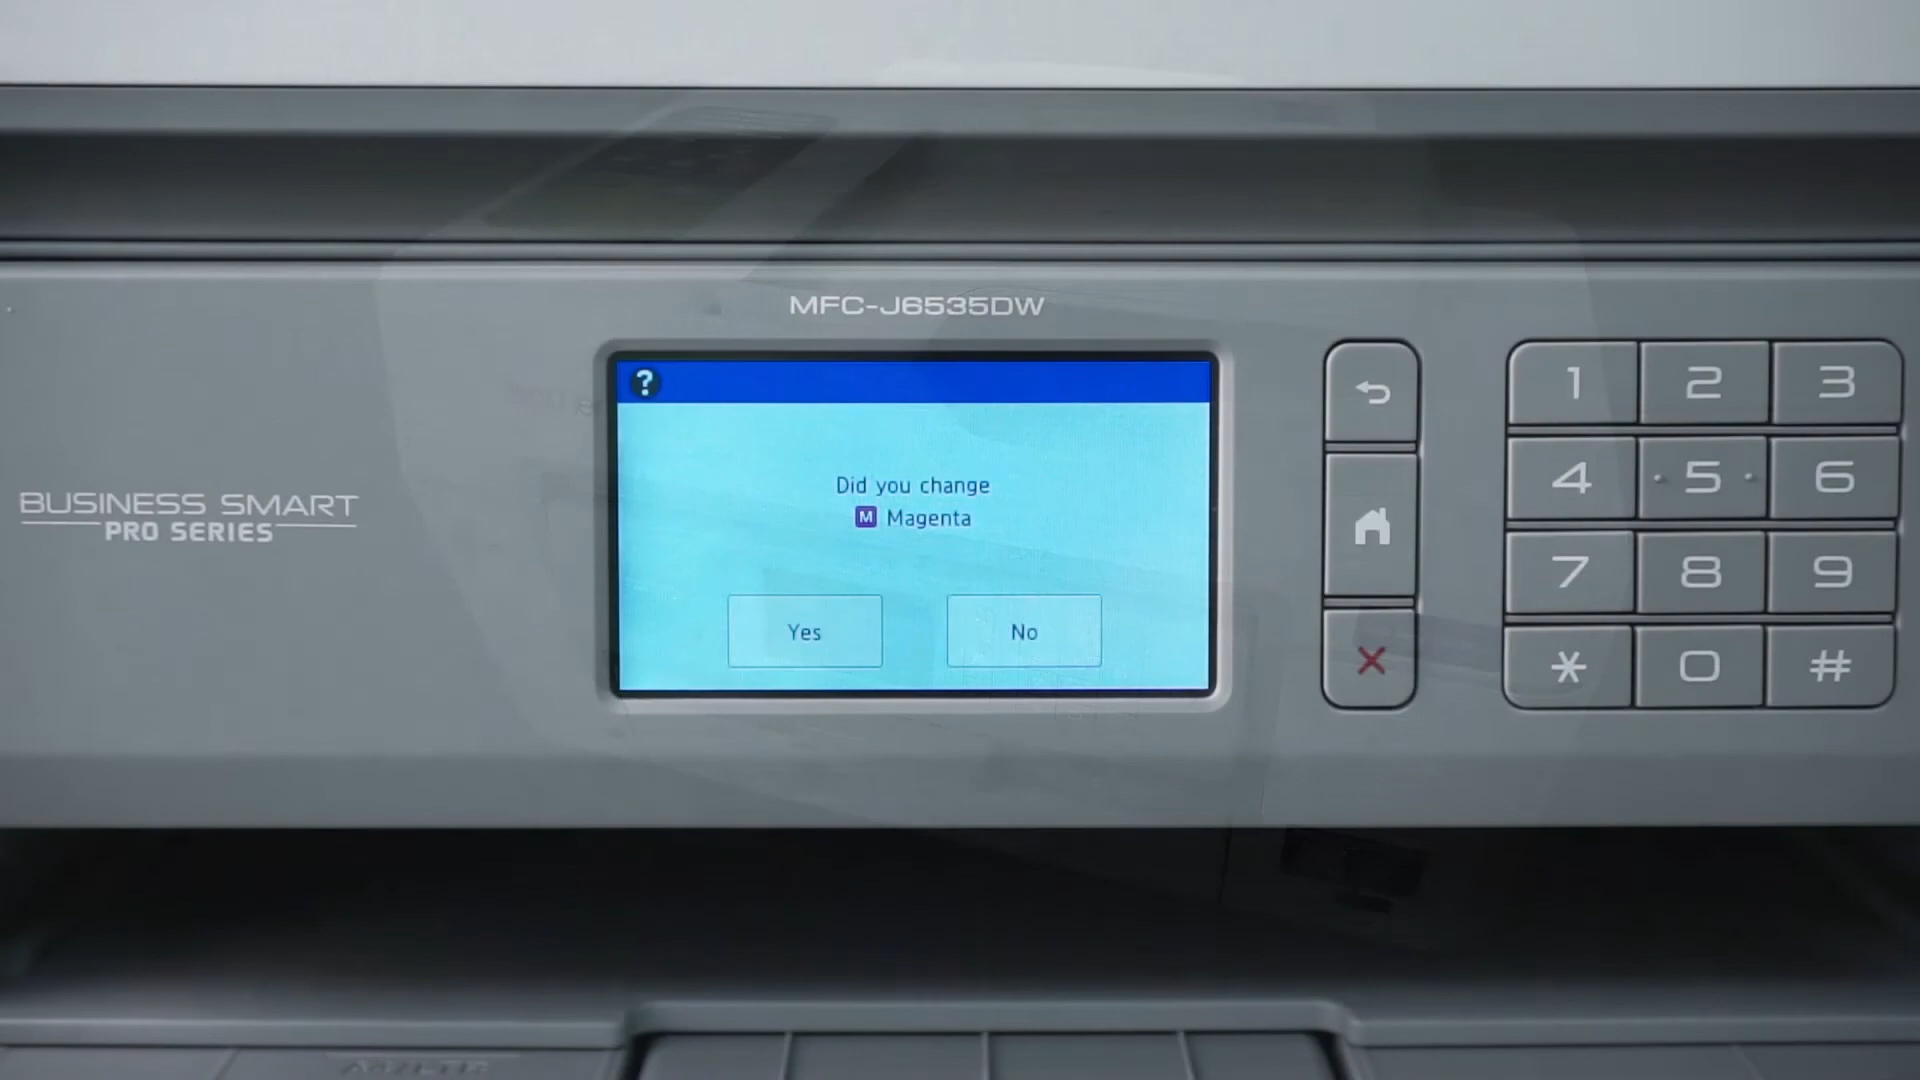 MFC-J6535DW
?
Did you change
M Magenta
Yes
No
BUSINESS SMART
PRO SERIES
1 2 3
4 5 6
7 8 9
* 0 #